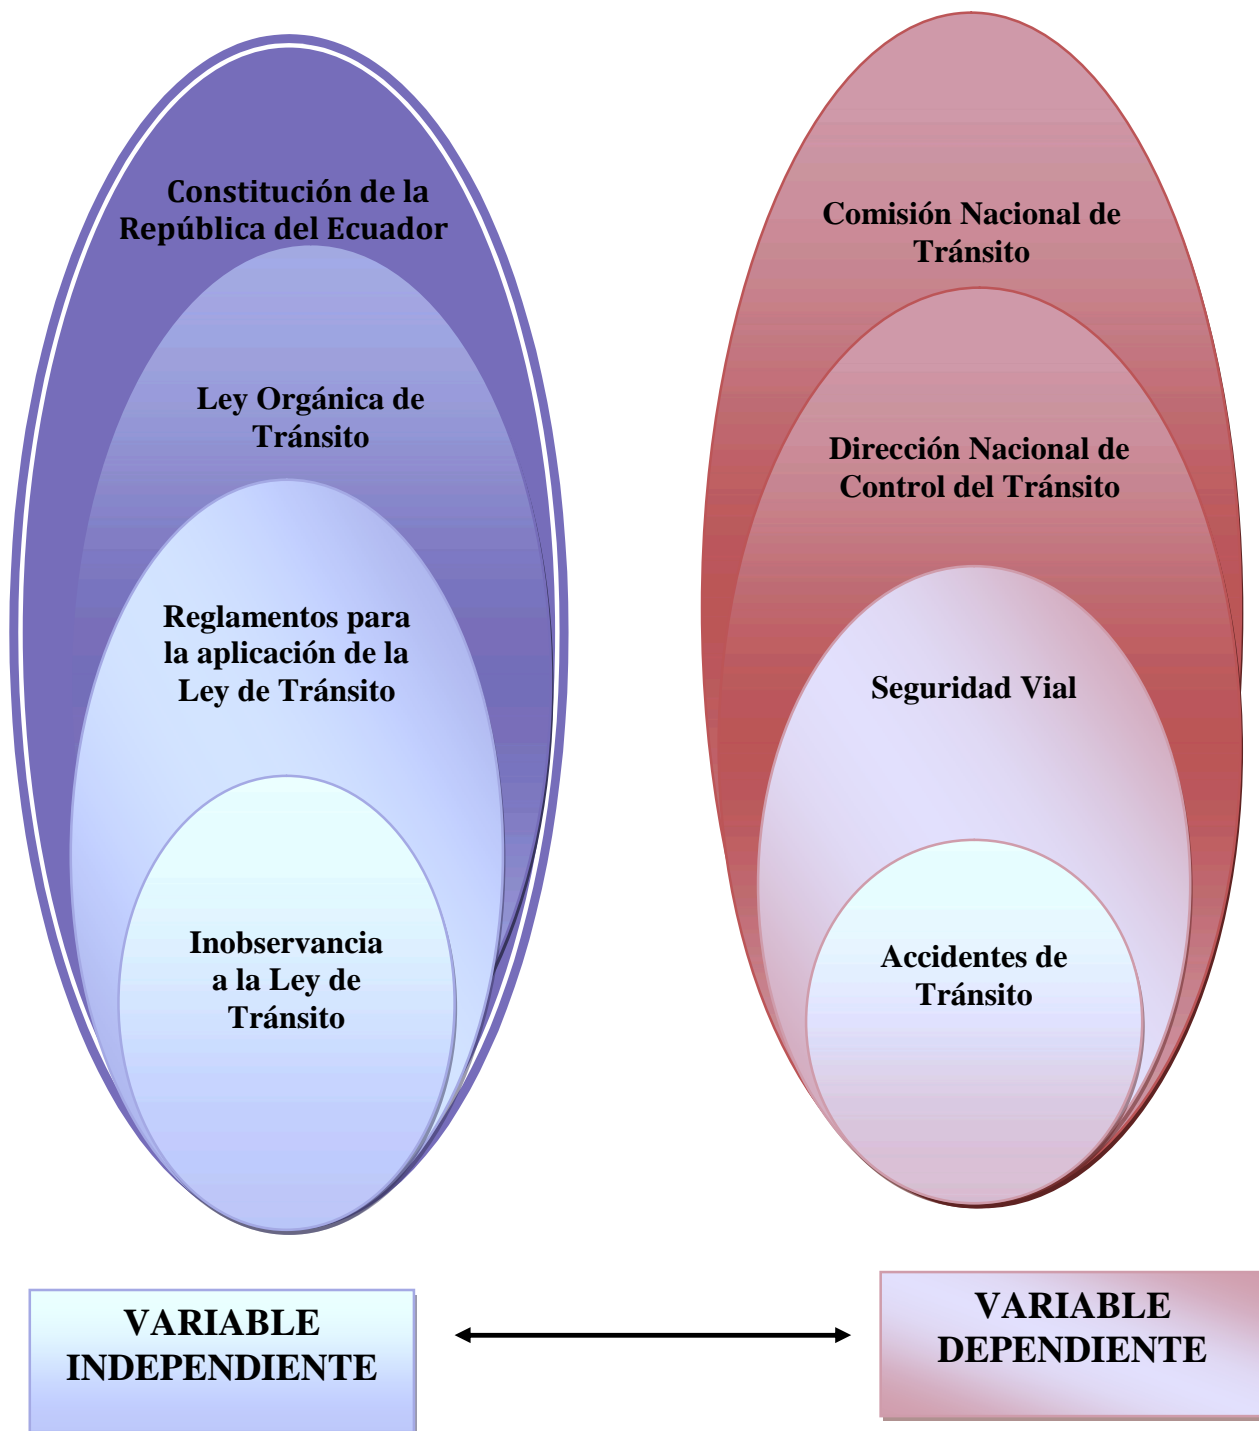 Constitución de la
República del Ecuador
Ley Orgánica de
Tránsito
Reglamentos para
la aplicación de la
Ley de Tránsito
Inobservancia
a la Ley de
Tránsito
Comisión Nacional de
Tránsito
Dirección Nacional de
Control del Tránsito
Seguridad Vial
Accidentes de
Tránsito
VARIABLE
INDEPENDIENTE
VARIABLE
DEPENDIENTE